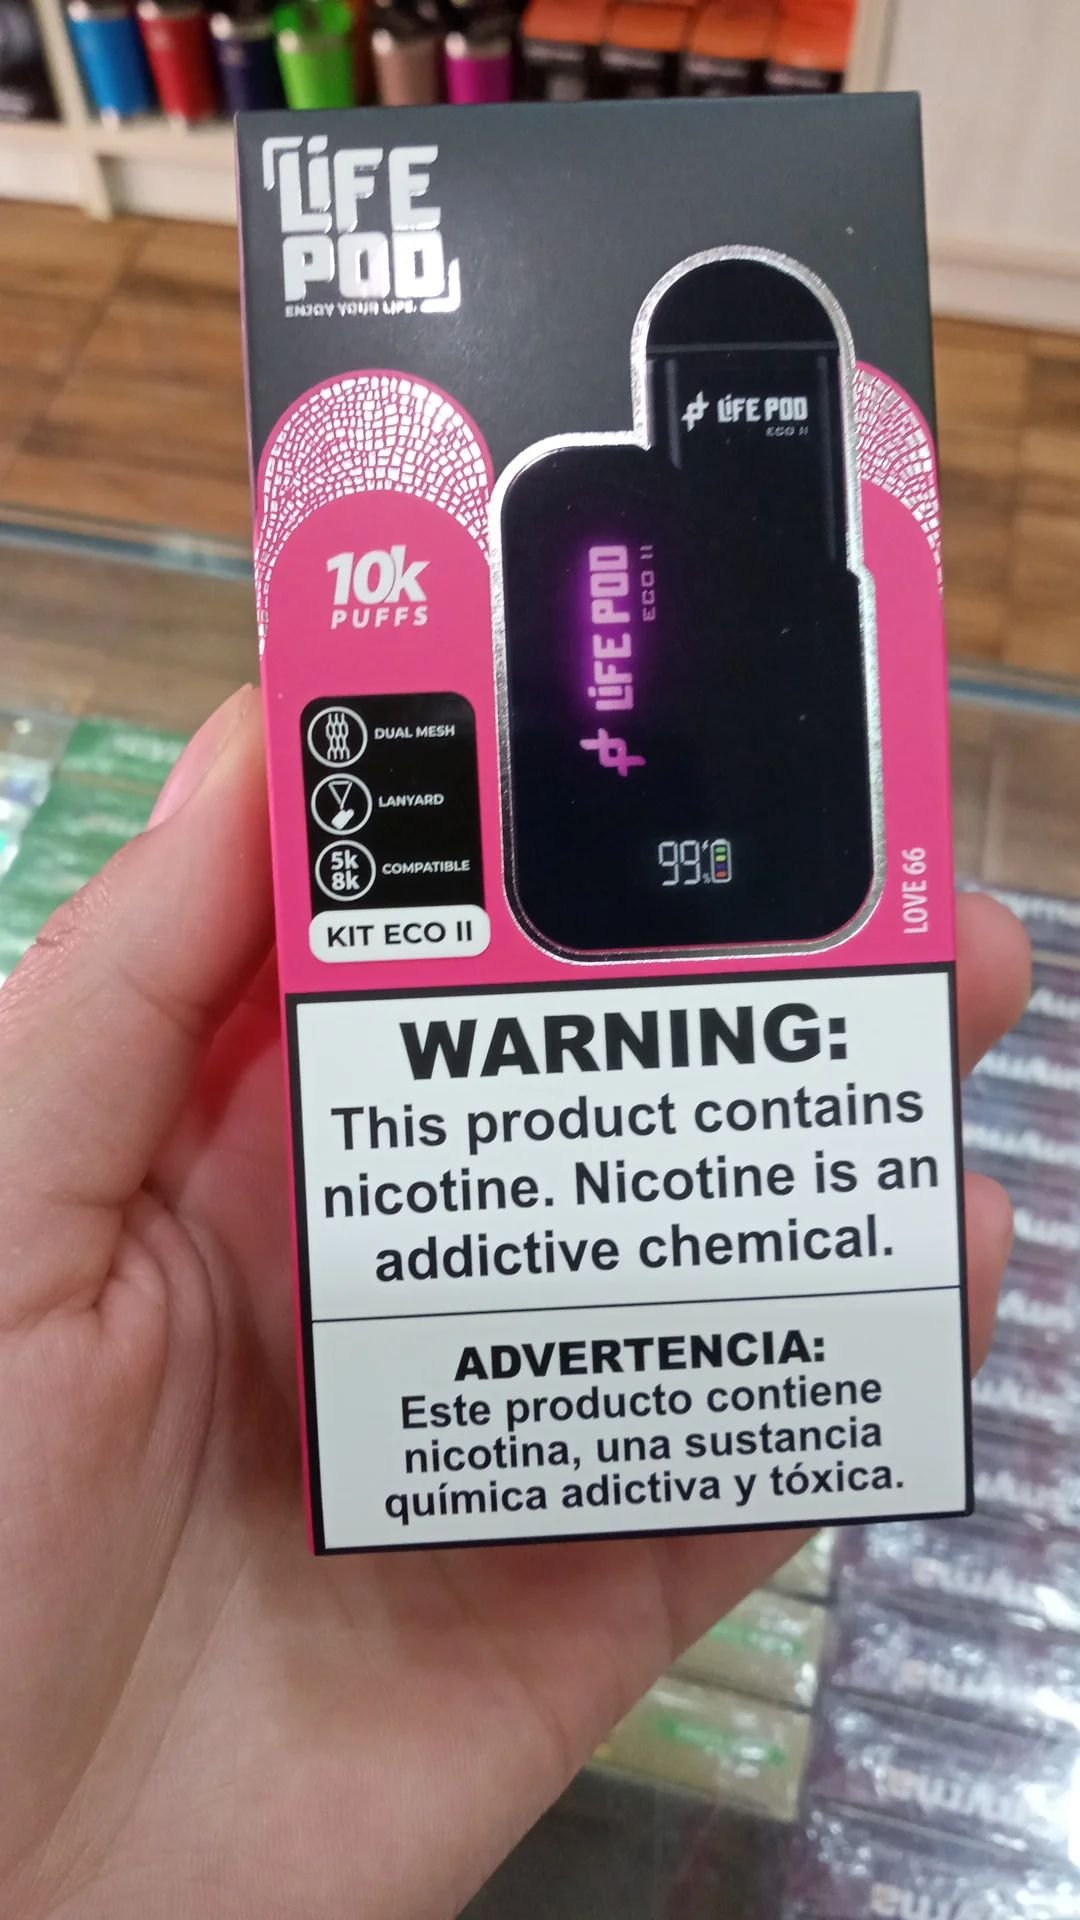 LiFE
POD
ENJOY YOUR LIFE.
LiFE POD
ECO II
LiFE POD
ECO II
10k
PUFFS
DUAL MESH
LANYARD
5k
8k
COMPATIBLE
KIT ECO II
99%
LOVE 66
WARNING:
This product contains
nicotine. Nicotine is an
addictive chemical.
ADVERTENCIA:
Este producto contiene
nicotina, una sustancia
química adictiva y tóxica.